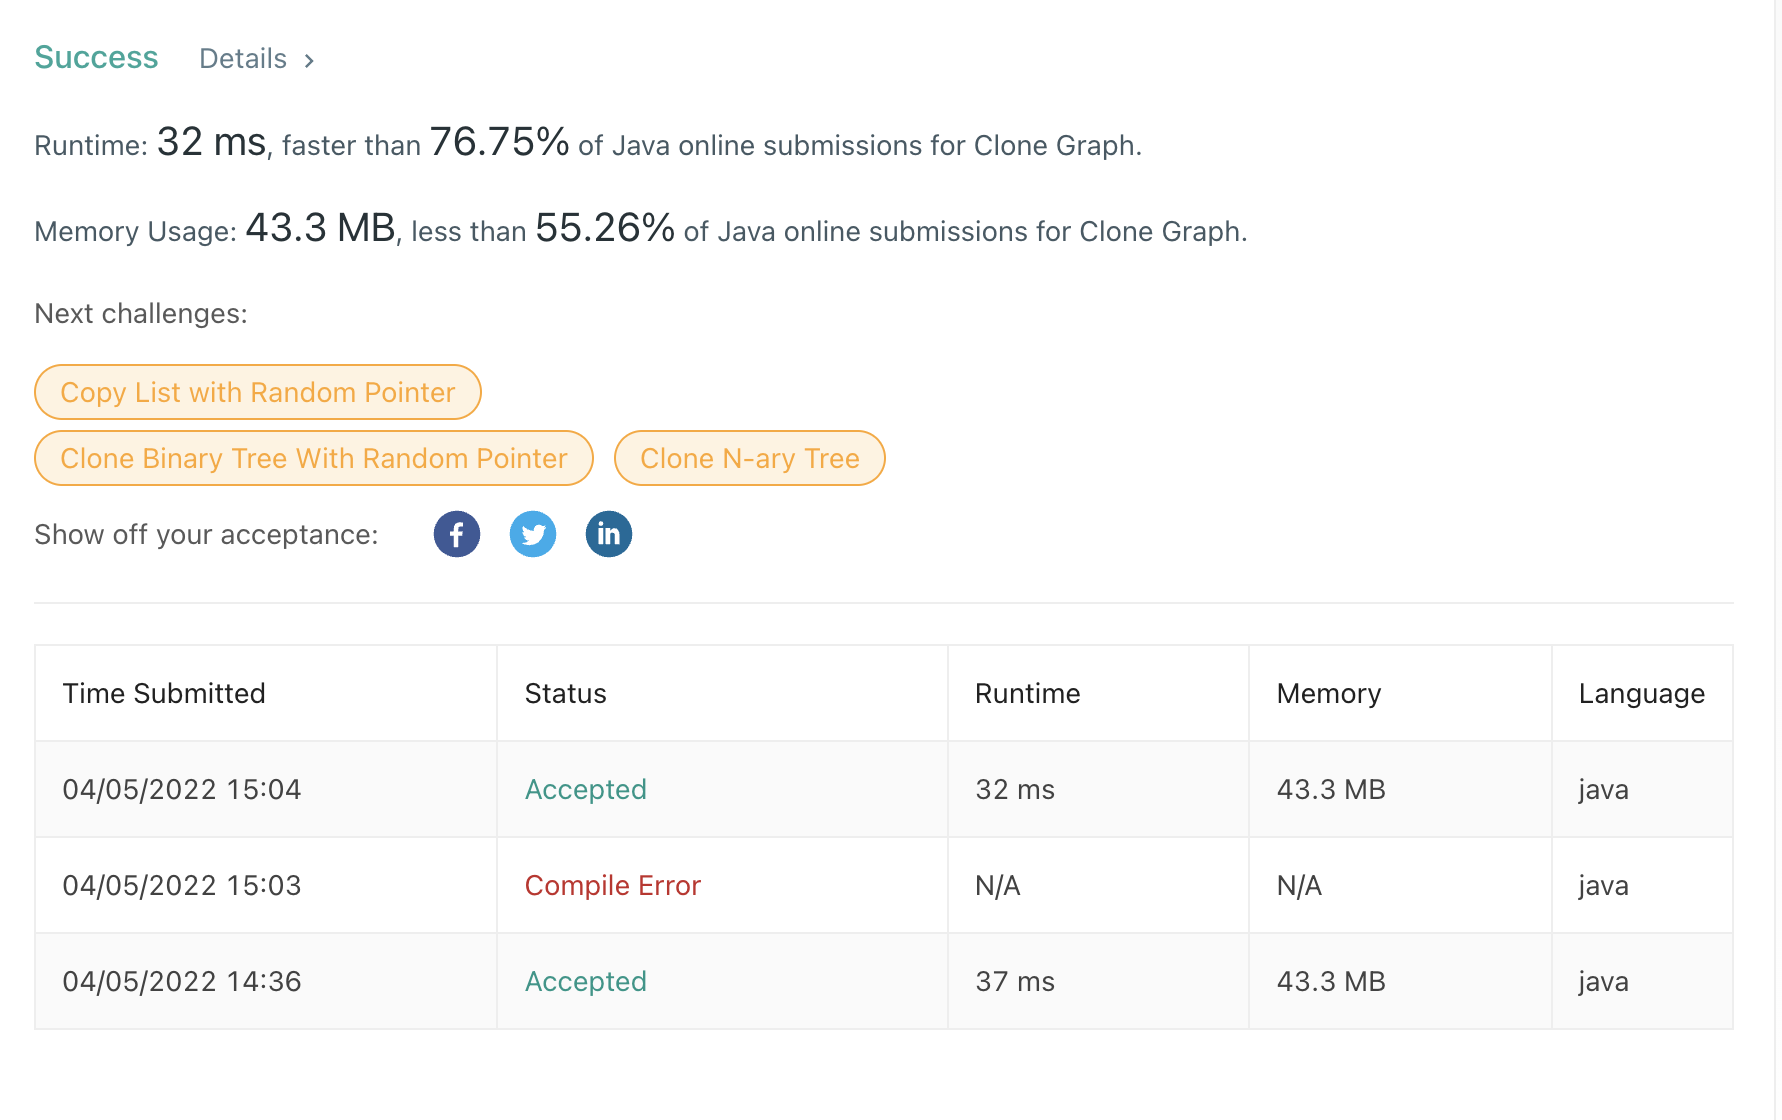 Success Details >
Runtime: 32 ms, faster than 76.75% of Java online submissions for Clone Graph.
Memory Usage: 43.3 MB, less than 55.26% of Java online submissions for Clone Graph.
Next challenges:
Copy List with Random Pointer
Clone Binary Tree With Random Pointer Clone N-ary Tree
Show off your acceptance: f in
Time Submitted Status Runtime Memory Language
04/05/2022 15:04 Accepted 32 ms 43.3 MB java
04/05/2022 15:03 Compile Error N/A N/A java
04/05/2022 14:36 Accepted 37 ms 43.3 MB java